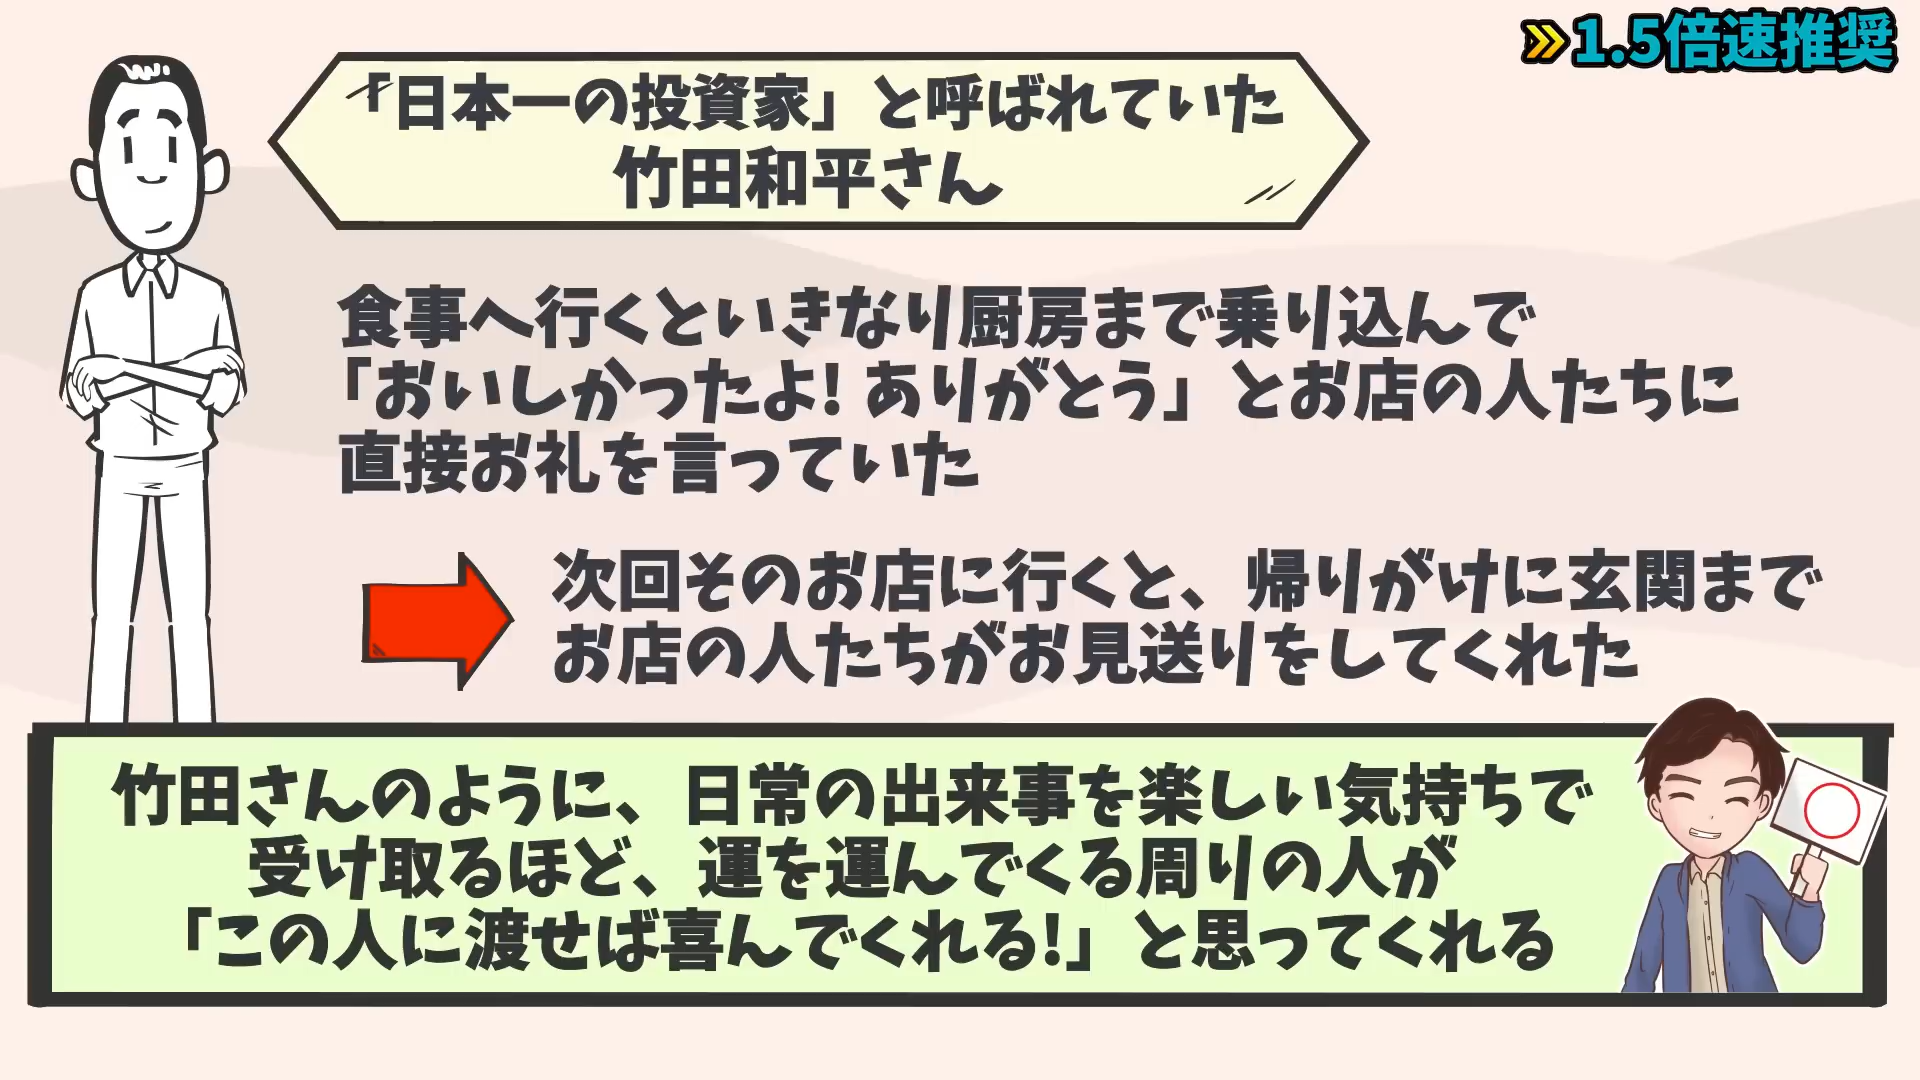 1.5倍速推奨
「日本一の投資家」と呼ばれていた
竹田和平さん
食事へ行くといきなり厨房まで乗り込んで
「おいしかったよ! ありがとう」とお店の人たちに
直接お礼を言っていた
次回そのお店に行くと、帰りがけに玄関まで
お店の人たちがお見送りをしてくれた
竹田さんのように、日常の出来事を楽しい気持ちで
受け取るほど、運を運んでくる周りの人が
「この人に渡せば喜んでくれる!」と思ってくれる